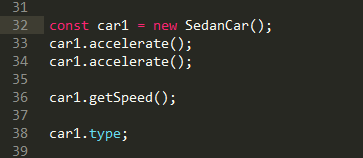 31
32 const car1 = new SedanCar();
33 car1.accelerate();
34 car1.accelerate();
35
36 car1.getSpeed();
37
38 car1.type;
39